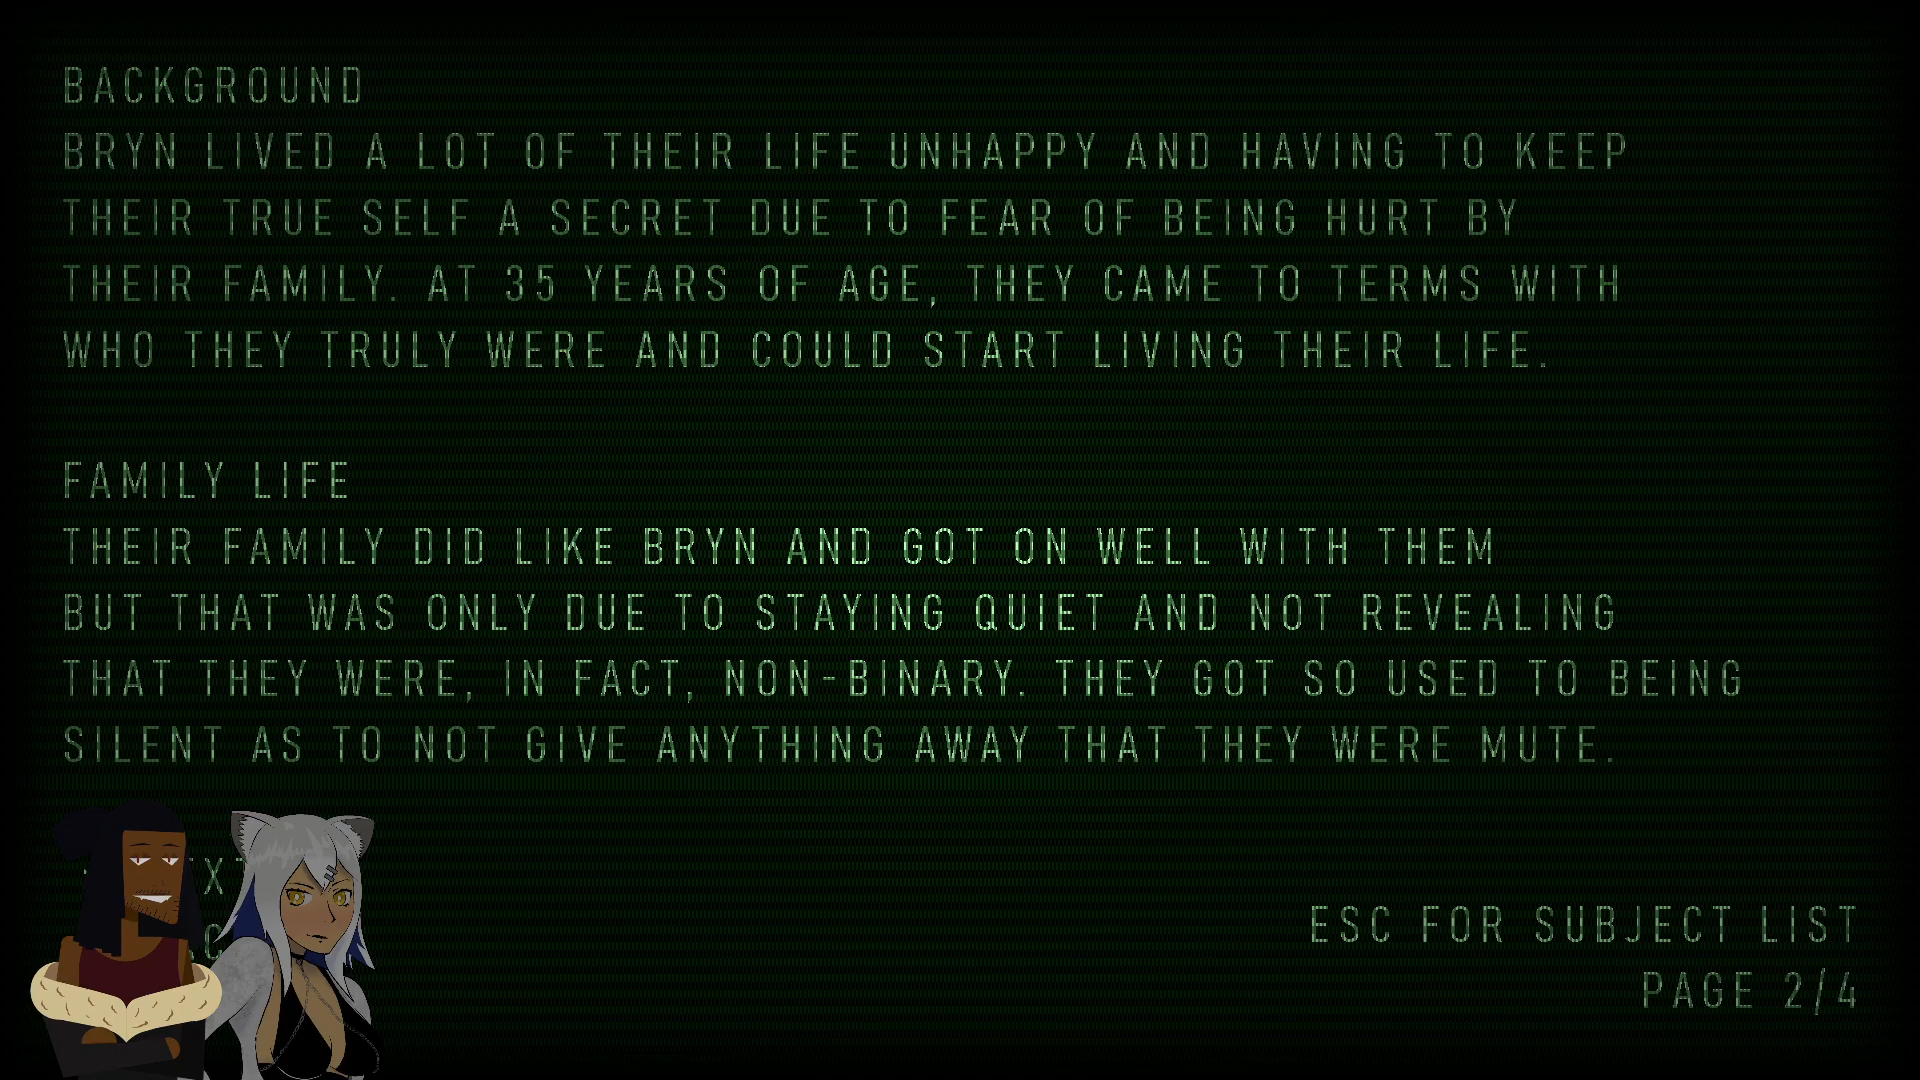 BACKGROUND
BRYN LIVED A LOT OF THEIR LIFE UNHAPPY AND HAVING TO KEEP
THEIR TRUE SELF A SECRET DUE TO FEAR OF BEING HURT BY
THEIR FAMILY. AT 35 YEARS OF AGE, THEY CAME TO TERMS WITH
WHO THEY TRULY WERE AND COULD START LIVING THEIR LIFE.
FAMILY LIFE
THEIR FAMILY DID LIKE BRYN AND GOT ON WELL WITH THEM
BUT THAT WAS ONLY DUE TO STAYING QUIET AND NOT REVEALING
THAT THEY WERE, IN FACT, NON-BINARY. THEY GOT SO USED TO BEING
SILENT AS TO NOT GIVE ANYTHING AWAY THAT THEY WERE MUTE.
ESC FOR SUBJECT LIST
PAGE 2/4